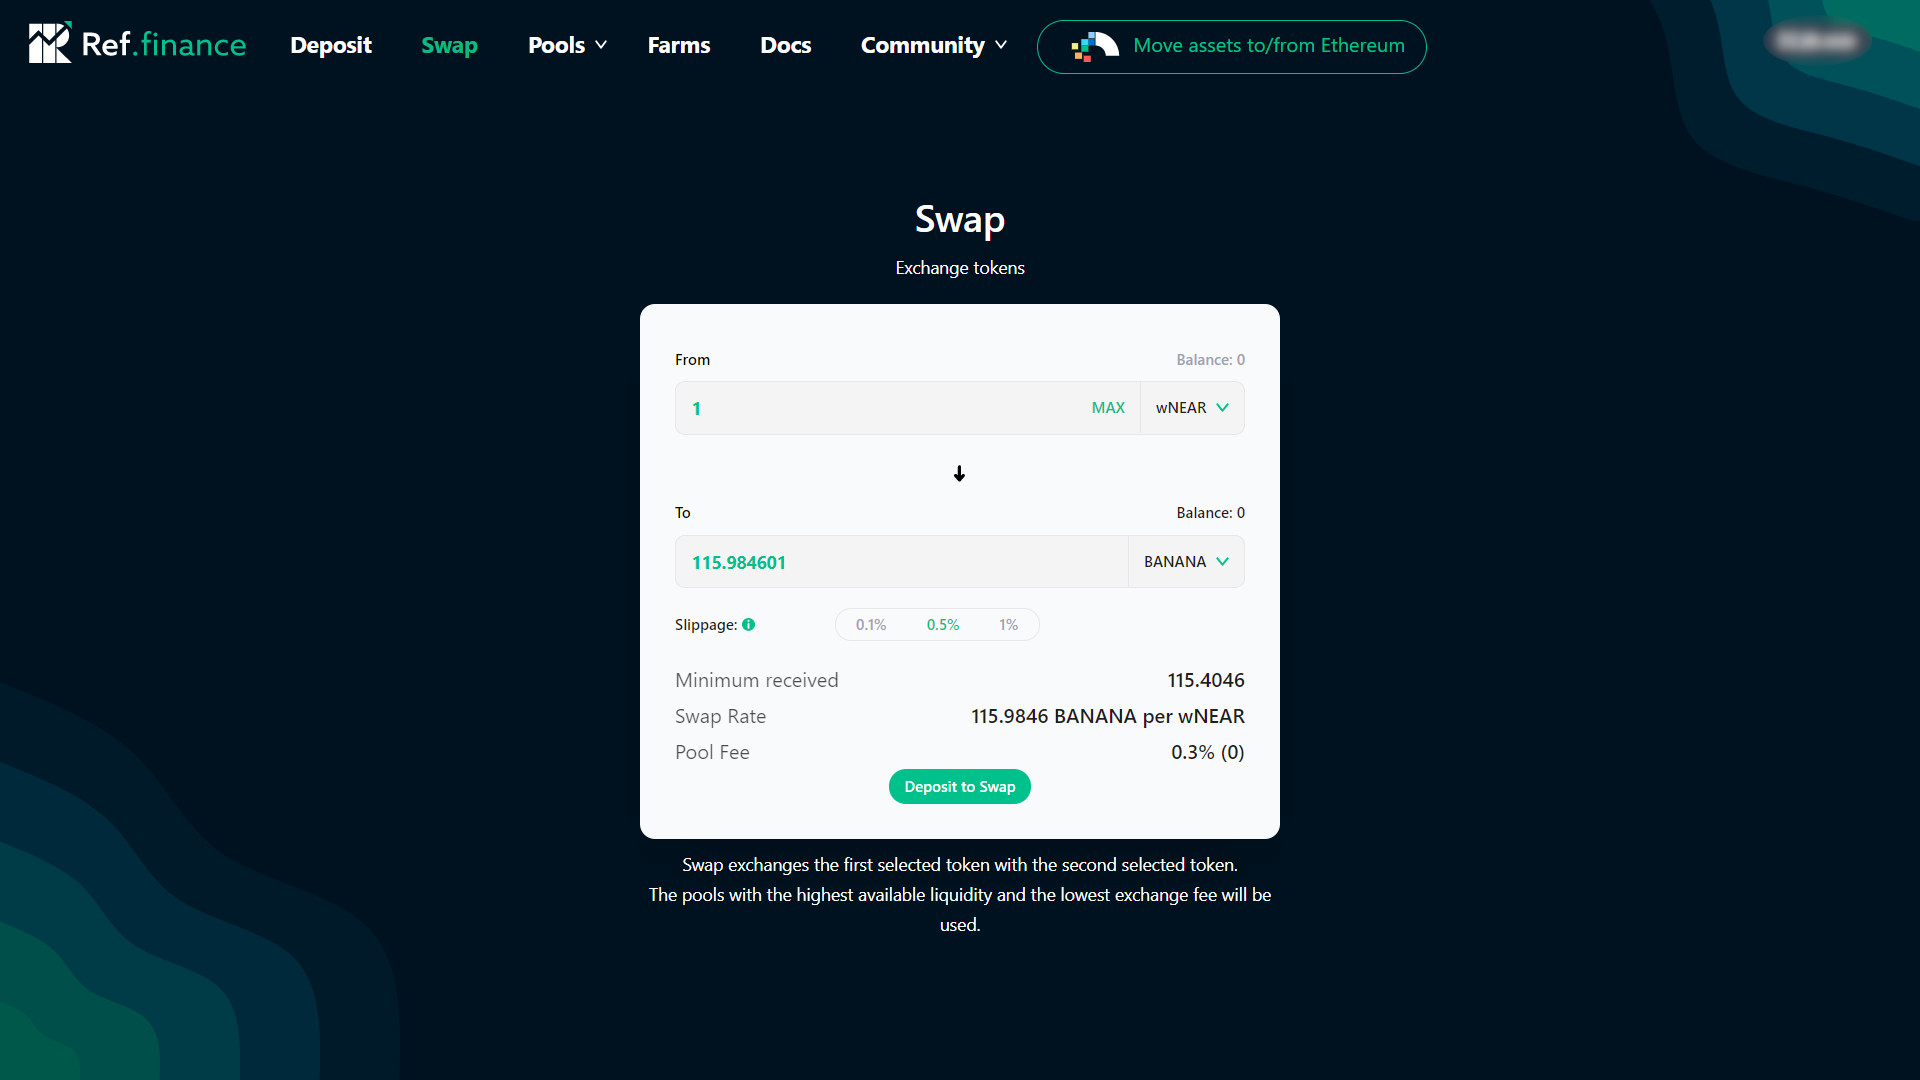 Ref.finance
Deposit
Swap
Pools
Farms
Docs
Community
Move assets to/from Ethereum
Swap
Exchange tokens
From
Balance: 0
1
MAX
wNEAR
To
Balance: 0
115.984601
BANANA
Slippage:
0.1%
0.5%
1%
Minimum received
115.4046
Swap Rate
115.9846 BANANA per wNEAR
Pool Fee
0.3% (0)
Deposit to Swap
Swap exchanges the first selected token with the second selected token.
The pools with the highest available liquidity and the lowest exchange fee will be
used.